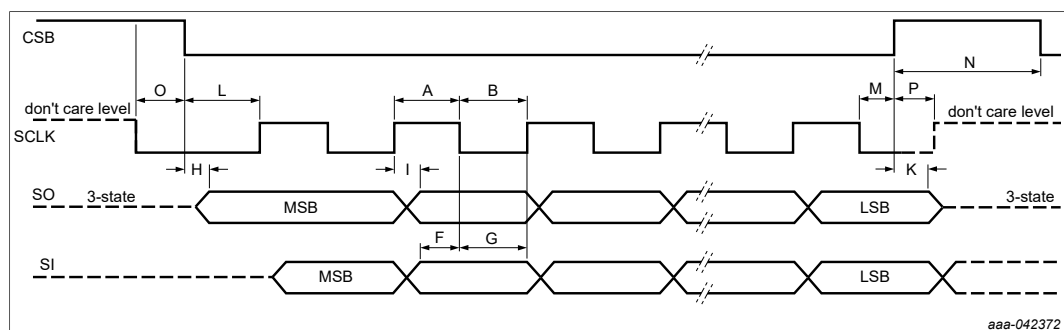 CSB
N
O
L
A
B
M
P
don't care level
don't care level
SCLK
H
I
K
SO
3-state
MSB
LSB
3-state
F
G
SI
MSB
LSB
aaa-042372